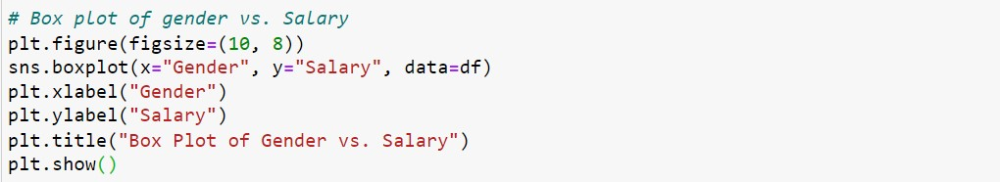 # Box plot of gender vs. Salary
plt.figure(figsize=(10, 8))
sns.boxplot(x="Gender", y="Salary", data=df)
plt.xlabel("Gender")
plt.ylabel("Salary")
plt.title("Box Plot of Gender vs. Salary")
plt.show()